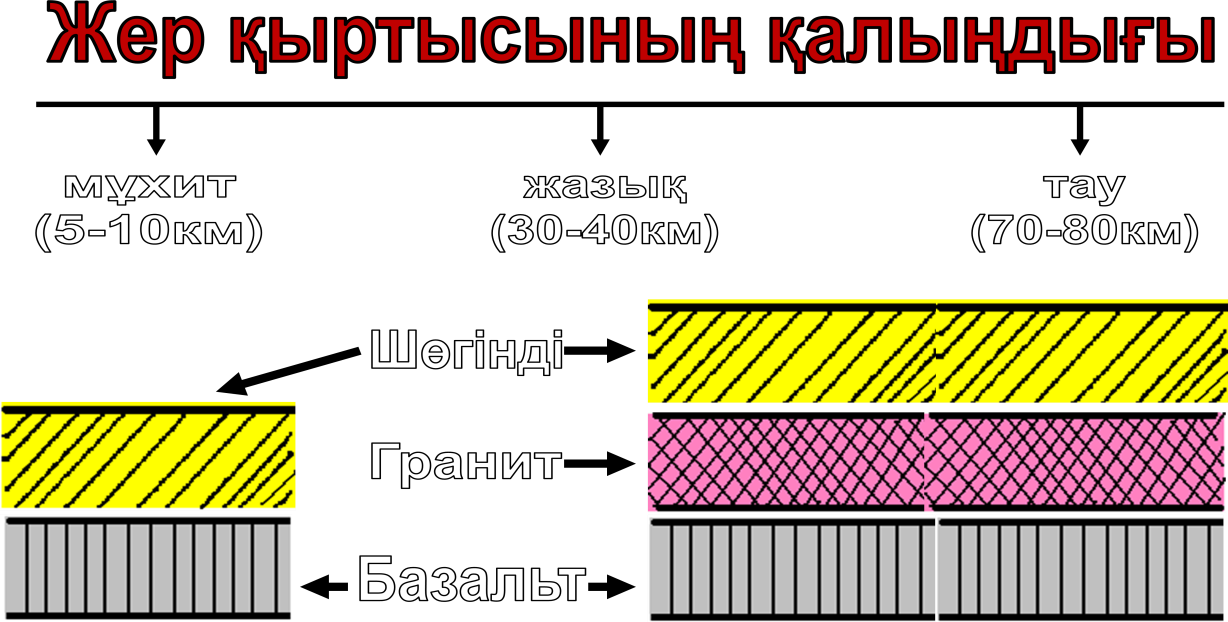 Жер қыртысының қалыңдығы
мұхит
(5-10км)
жазық
(30-40км)
тау
(70-80км)
Шөгінді
Гранит
Базальт